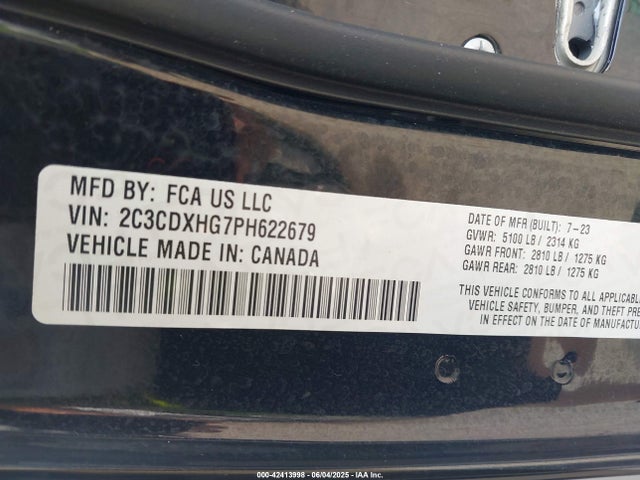 MFD BY: FCA US LLC
VIN: 2C3CDXHG7PH622679
VEHICLE MADE IN: CANADA
DATE OF MFR (BUILT): 7-23
GVWR: 5100 LB / 2314 KG
GAWR FRONT: 2810 LB / 1275 KG
GAWR REAR: 2810 LB / 1275 KG
THIS VEHICLE CONFORMS TO ALL APPLICABL
VEHICLE SAFETY, BUMPER, AND THEFT PRE
IN EFFECT ON THE DATE OF MANUFACTUR
000-42413998 - 06/04/2025 - IAA Inc.